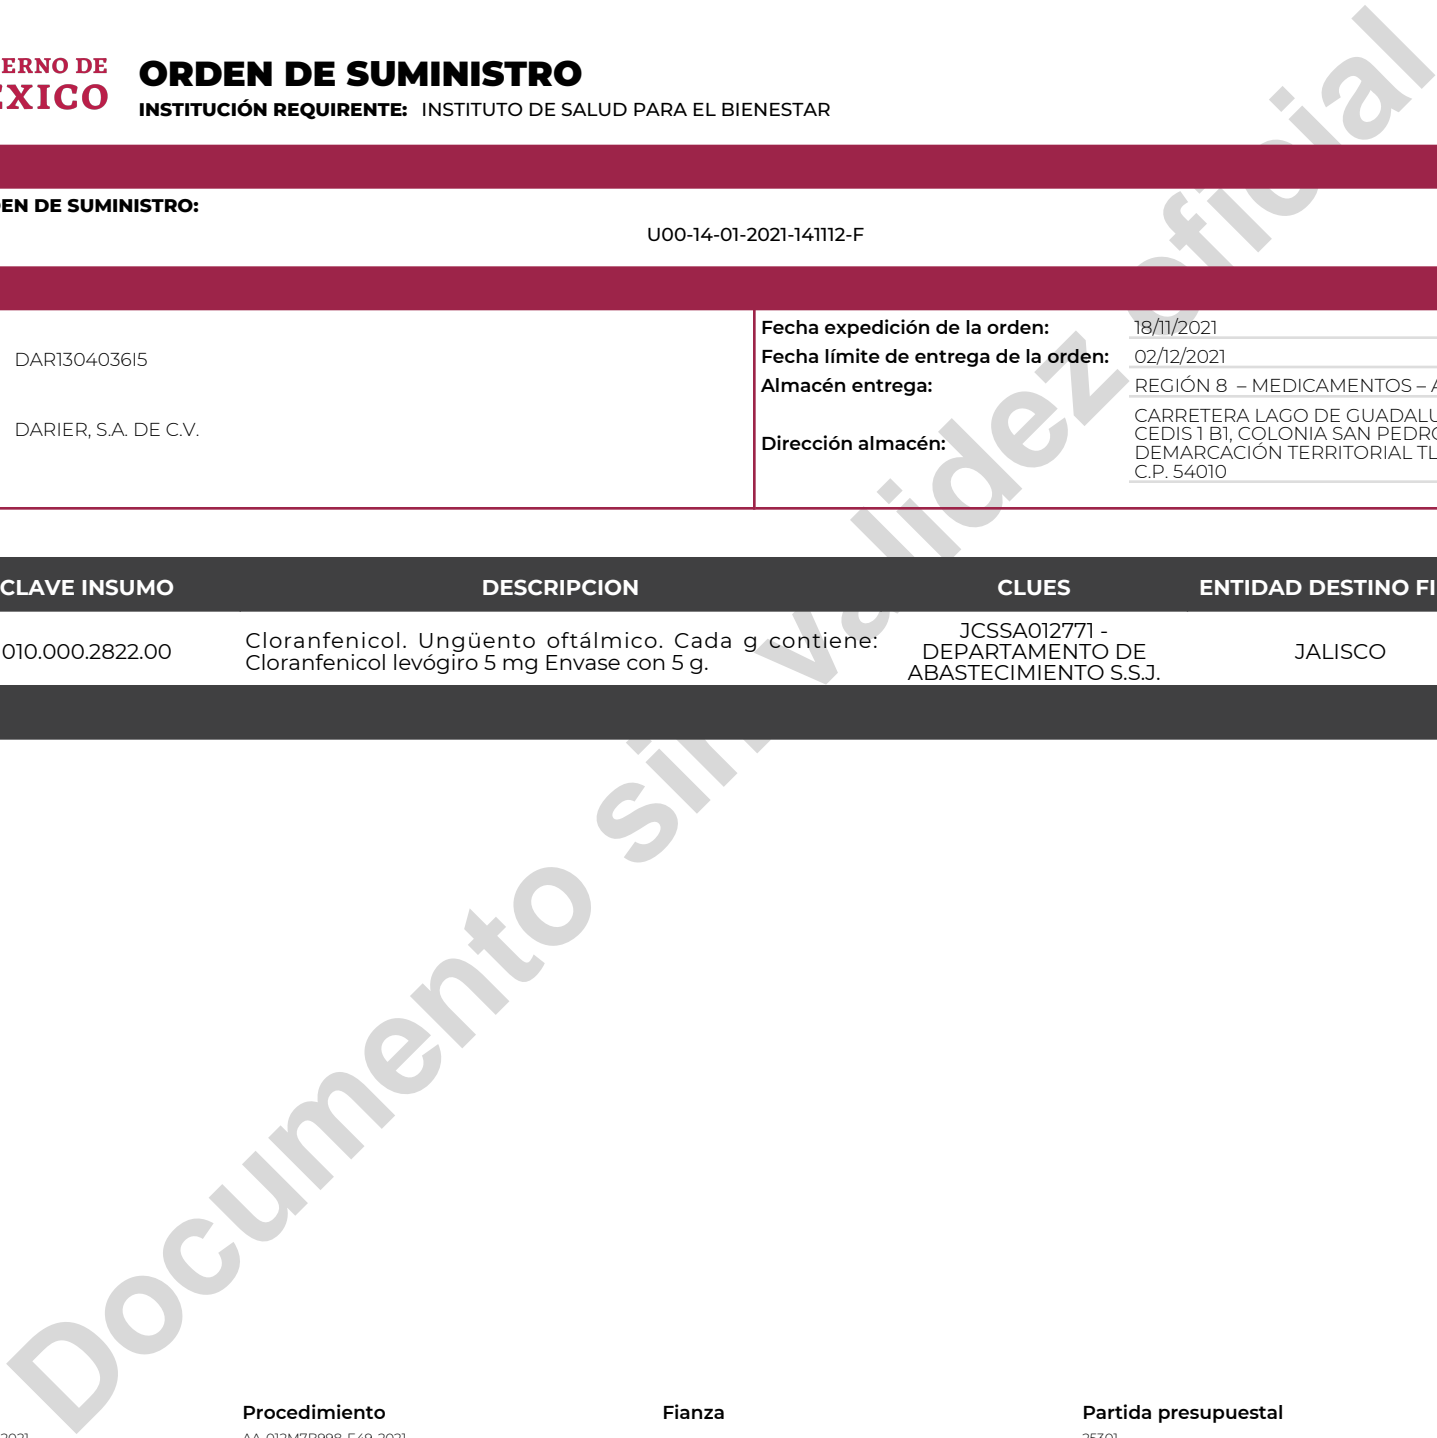 ERNO DE
EXICO
ORDEN DE SUMINISTRO
INSTITUCIÓN REQUIRENTE: INSTITUTO DE SALUD PARA EL BIENESTAR
EN DE SUMINISTRO:
U00-14-01-2021-141112-F
DAR1304036I5
DARIER, S.A. DE C.V.
Fecha expedición de la orden: 18/11/2021
Fecha límite de entrega de la orden: 02/12/2021
Almacén entrega: REGIÓN 8 – MEDICAMENTOS – A
Dirección almacén:
CARRETERA LAGO DE GUADALU
CEDIS 1 B1, COLONIA SAN PEDRO
DEMARCACIÓN TERRITORIAL TL
C.P. 54010
CLAVE INSUMO DESCRIPCION CLUES ENTIDAD DESTINO FI
010.000.2822.00
Cloranfenicol. Ungüento oftálmico. Cada g contiene:
Cloranfenicol levógiro 5 mg Envase con 5 g.
JCSSA012771 -
DEPARTAMENTO DE
ABASTECIMIENTO S.S.J.
JALISCO
Documento sin validez oficial
Procedimiento Fianza Partida presupuestal